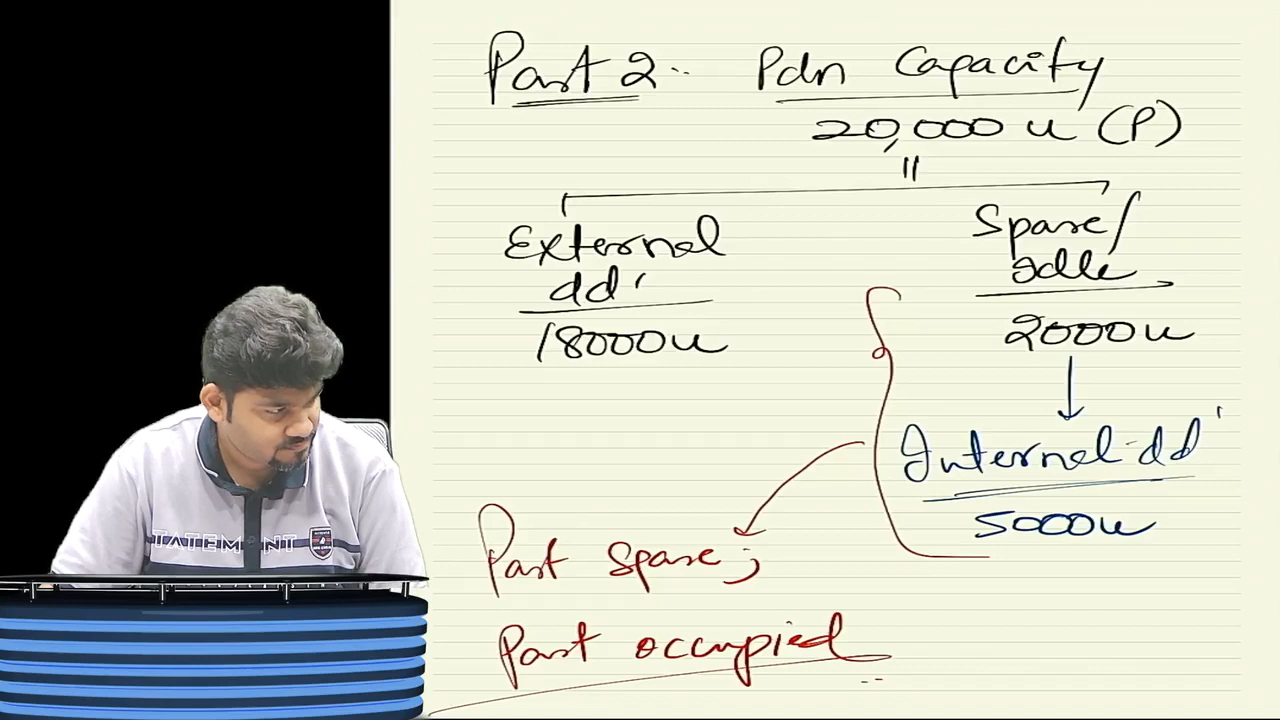 Part 2:- Pdn Capacity
20,000 u (P)
External
dd'
18000u
Spare/
Idle
2000u
Internal dd'
5000u
Part Spare;
Part occupied
TATEMENT